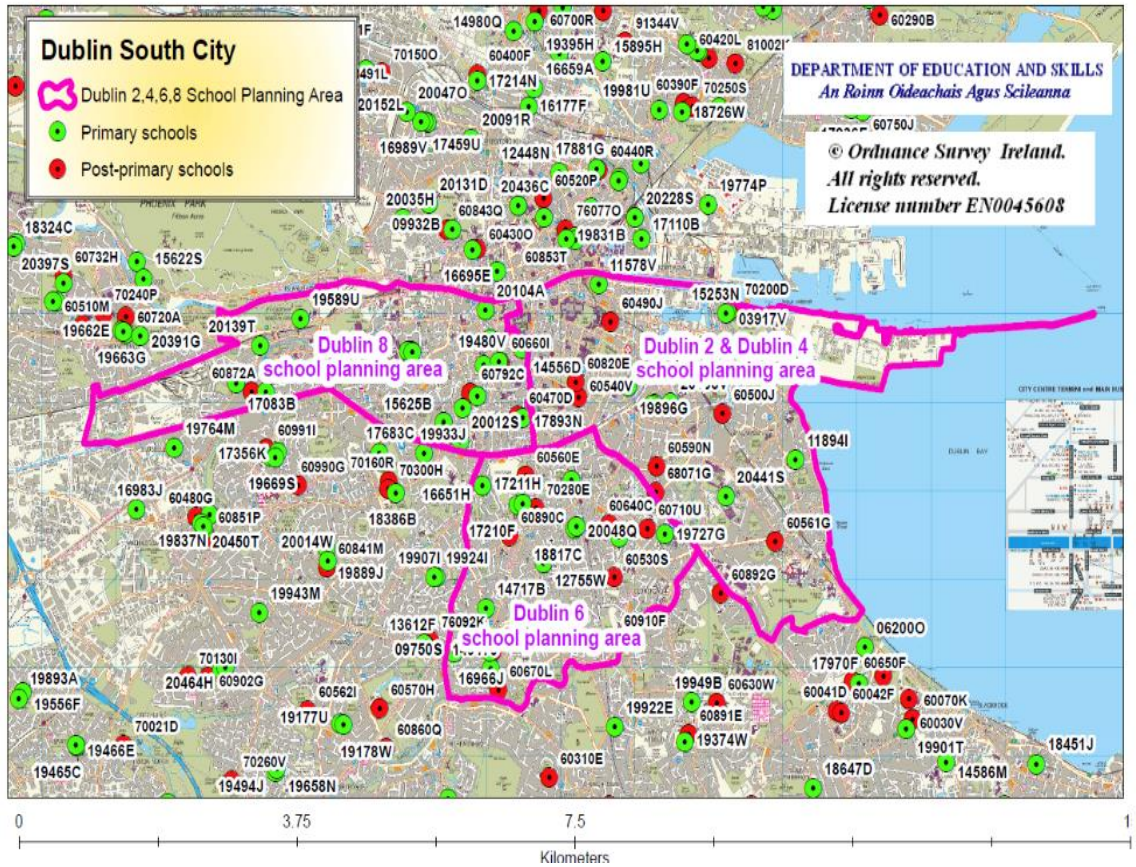 Dublin South City
Dublin 2,4,6,8 School Planning Area
Primary schools
Post-primary schools
DEPARTMENT OF EDUCATION AND SKILLS
An Roinn Oideachais Agus Scileanna
© Ordnance Survey Ireland.
All rights reserved.
License number EN0045608
14980Q
60700R
91344V
60290B
70150O
60400F
19395H
15895H
60420L
16659A
17214N
20047O
19981U
60390F
70250S
20152L
16177F
18726W
20091R
60750J
16989V
17459U
12448N
17881G
60440R
PHOENIX PARK
20131D
20436C
60520P
19774P
20035H
60843Q
76077O
20228S
18324C
09932B
60430O
19831B
17110B
20397S
60732H
15622S
60853T
11578V
16695E
70240P
20104A
15253N
70200D
60510M
60720A
19589U
60490J
19662E
20391G
20139T
03917V
19663G
Dublin 8
school planning area
19480V
60660I
Dublin 2 & Dublin 4
school planning area
60872A
60792C
14556D
60820E
60540V
17083B
15625B
60470D
19896G
60500J
19764M
20012S
17893N
60991I
17683C
19933J
11894I
17356K
60590N
60990G
70160R
70300H
60560E
68071G
19669S
16651H
17211H
70280E
20441S
16983J
60480G
60640C
60710U
18386B
60890C
60851P
17210F
20048Q
19727G
60561G
19837N
20450T
20014W
60841M
19907I
19924I
18817C
60530S
19889J
12755W
60892G
19943M
14717B
Dublin 6
school planning area
13612F
76092K
60910F
06200O
09750S
17970F
60650F
70130I
16966J
60670L
19893A
20464H
60902G
19949B
60630W
60041D
60042F
60070K
19556F
60562I
60570H
19922E
60891E
60030V
70021D
19177U
60860Q
19374W
19901T
19466E
19178W
18451J
19465C
70260V
60310E
14586M
19494J
19658N
18647D
DUBLIN BAY
0
3.75
7.5
1
Kilometers